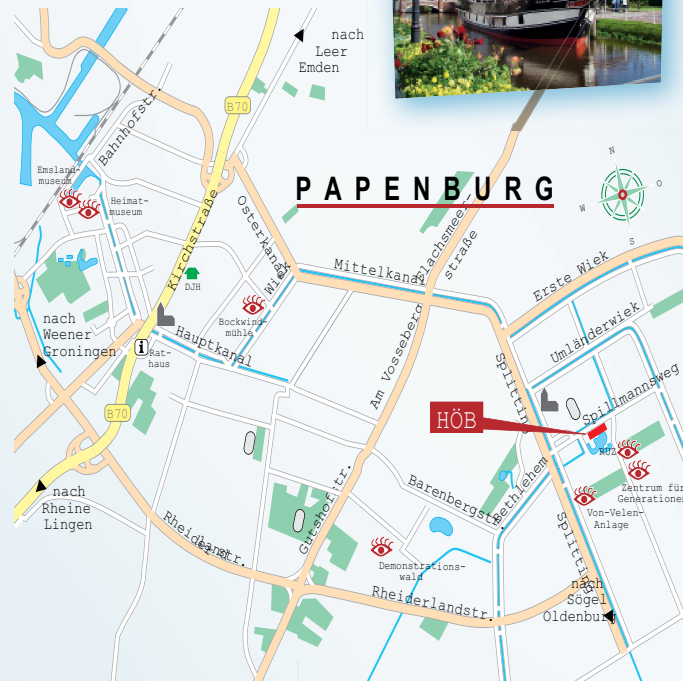 nach
Leer
Emden
B70
Bahnhofstr.
Emsland-
museum
Heimat-
museum
PAPENBURG
N
O
W
S
Kirchstraße
Osterkanal
Wiek
DJH
Mittelkanal
Flachsmeer-
straße
Erste Wiek
Umländerwiek
Bockwind-
mühle
nach
Weener
Groningen
i
Rat-
haus
Hauptkanal
Am Vosseberg
Splitting
Spillmannsweg
B70
HÖB
RÜZ
Zentrum für
Generationen
Von-Velen-
Anlage
Bethlehem
Barenbergstr.
Gutshofstr.
nach
Rheine
Lingen
Demonstrations-
wald
Rheiderlandstr.
Splitting
nach
Sögel
Oldenburg